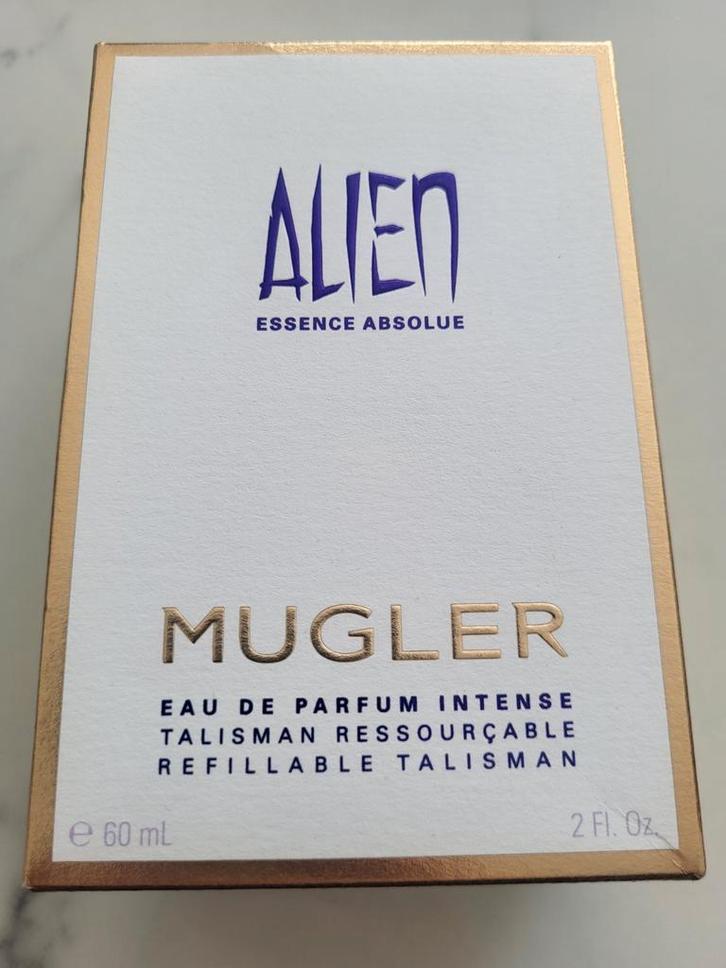 ALIEN
ESSENCE ABSOLUE
MUGLER
EAU DE PARFUM INTENSE
TALISMAN RESSOURÇABLE
REFILLABLE TALISMAN
℮ 60 mL
2 Fl. Oz.